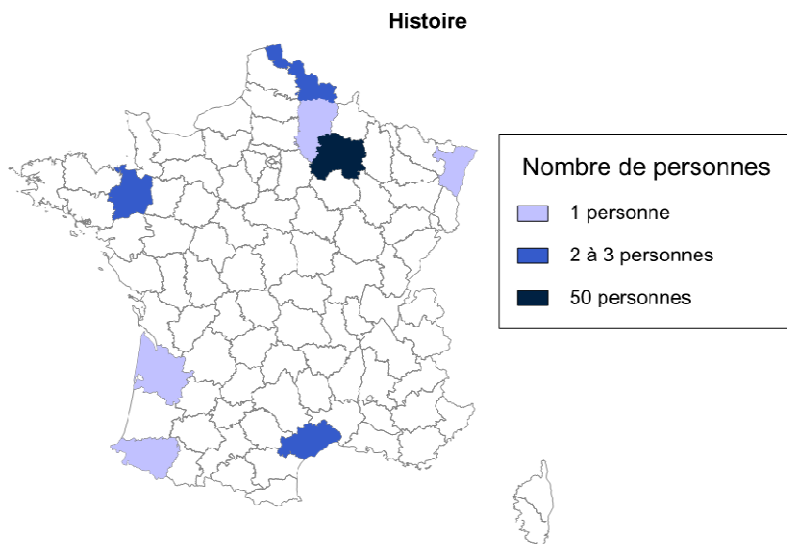 Histoire
Nombre de personnes
1 personne
2 à 3 personnes
50 personnes